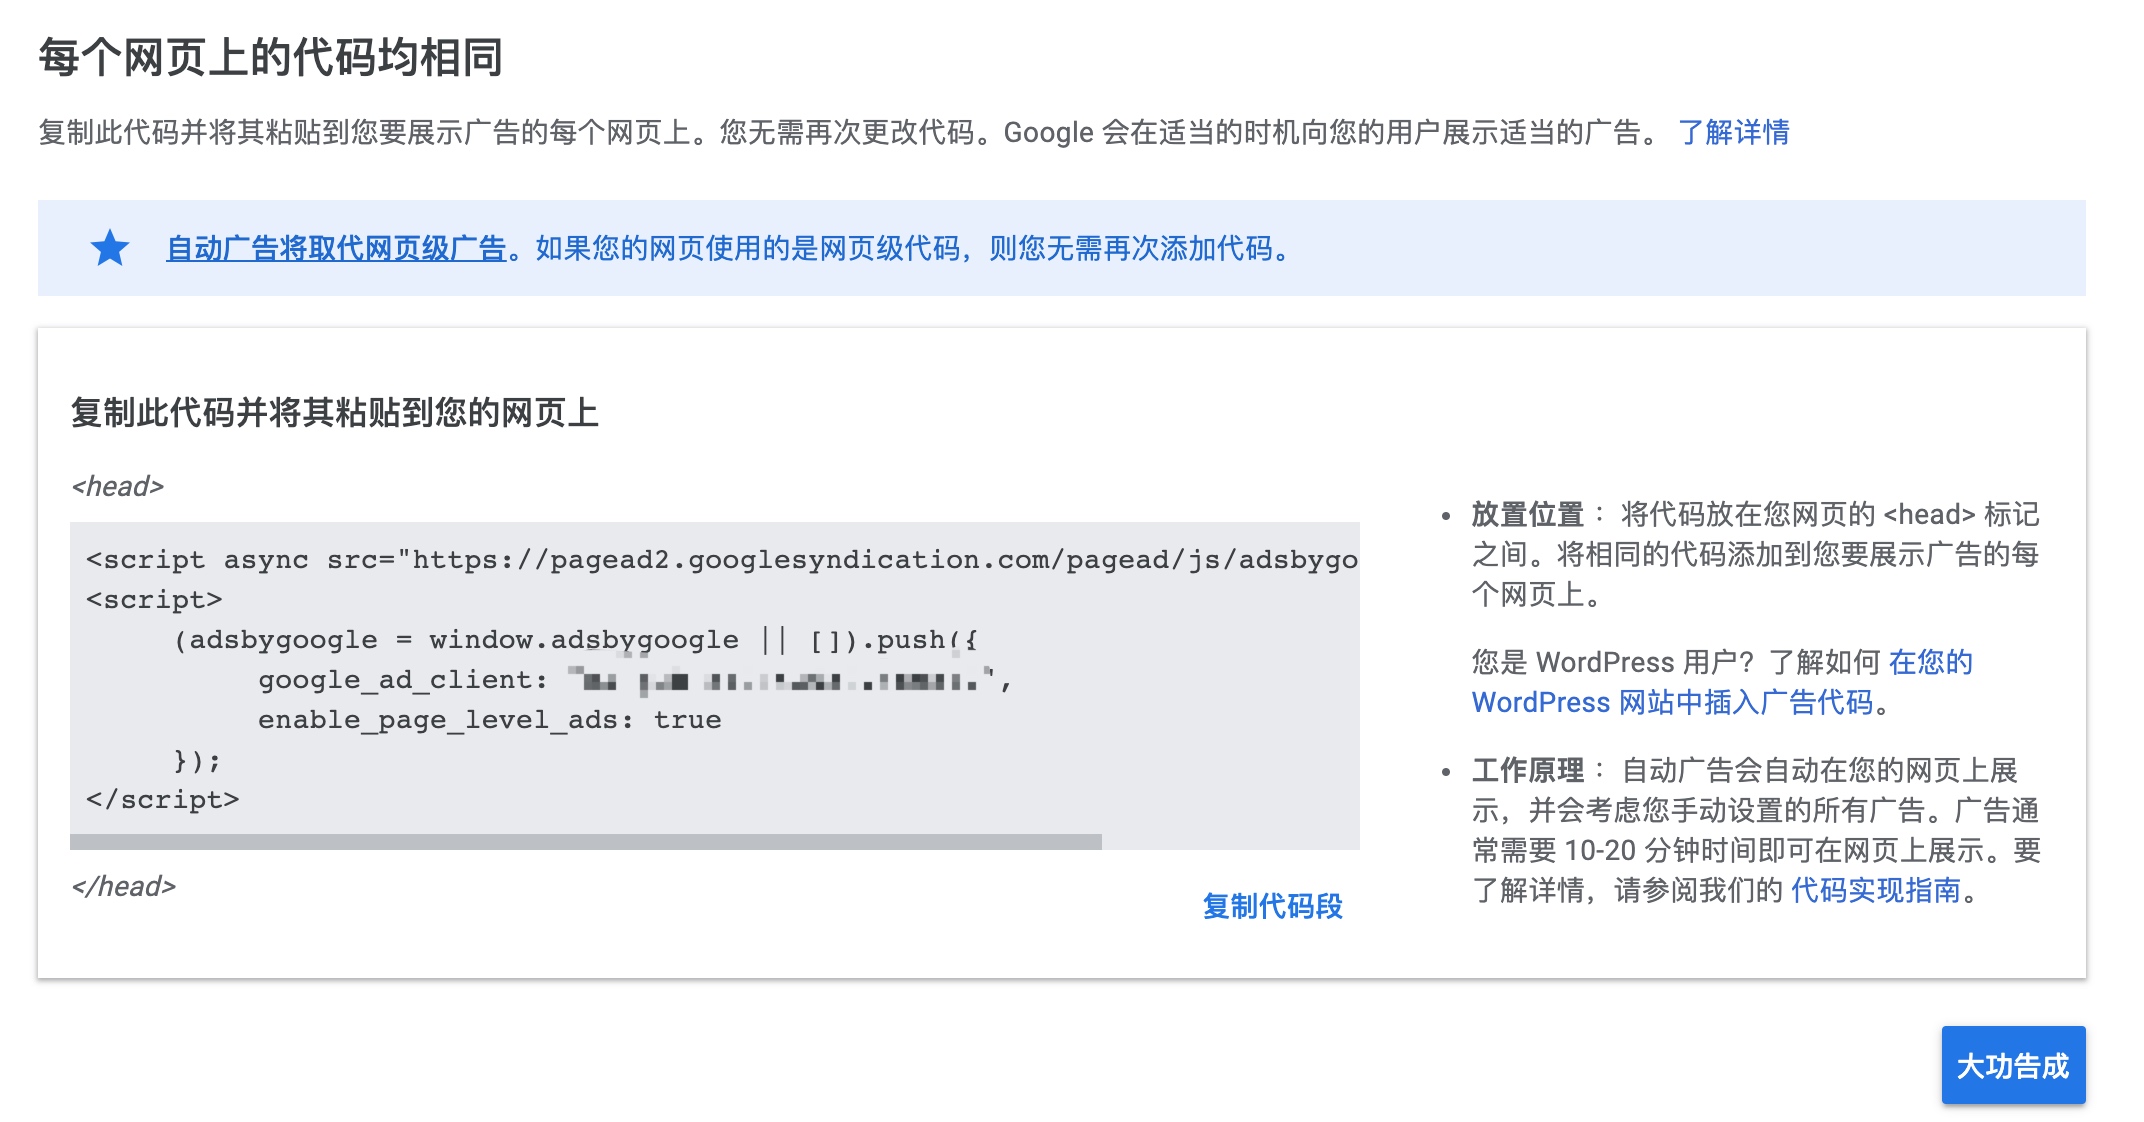 每个网页上的代码均相同
复制此代码并将其粘贴到您要展示广告的每个网页上。您无需再次更改代码。Google 会在适当的时机向您的用户展示适当的广告。 了解详情
自动广告将取代网页级广告。如果您的网页使用的是网页级代码，则您无需再次添加代码。
复制此代码并将其粘贴到您的网页上
<head>
<script async src="https://pagead2.googlesyndication.com/pagead/js/adsbygo
<script>
(adsbygoogle = window.adsbygoogle || []).push({
google_ad_client: "
enable_page_level_ads: true
});
</script>
</head>
复制代码段
放置位置： 将代码放在您网页的 <head> 标记
之间。将相同的代码添加到您要展示广告的每
个网页上。
您是 WordPress 用户？了解如何 在您的
WordPress 网站中插入广告代码。
工作原理： 自动广告会自动在您的网页上展
示，并会考虑您手动设置的所有广告。广告通
常需要 10-20 分钟时间即可在网页上展示。要
了解详情，请参阅我们的 代码实现指南。
大功告成